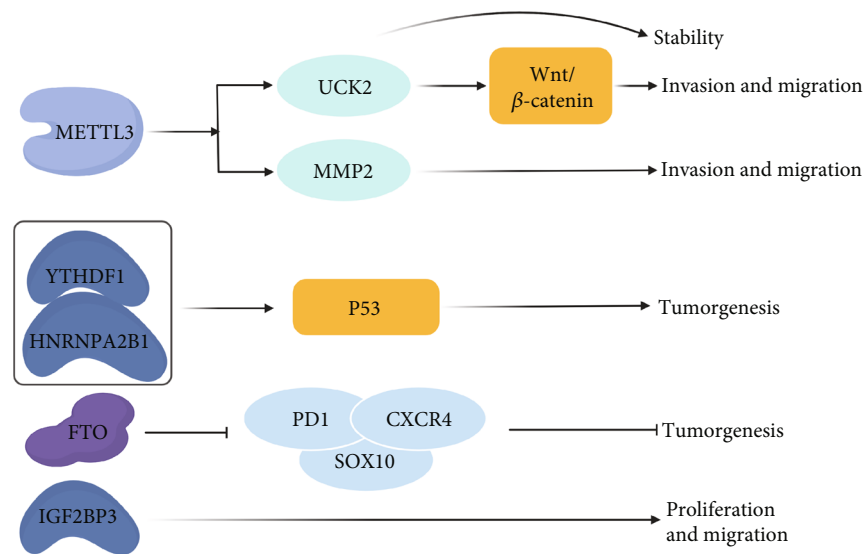 Stability
METTL3
UCK2
Wnt/
β-catenin
Invasion and migration
MMP2
Invasion and migration
YTHDF1
HNRNPA2B1
P53
Tumorgenesis
FTO
PD1
CXCR4
SOX10
Tumorgenesis
IGF2BP3
Proliferation
and migration